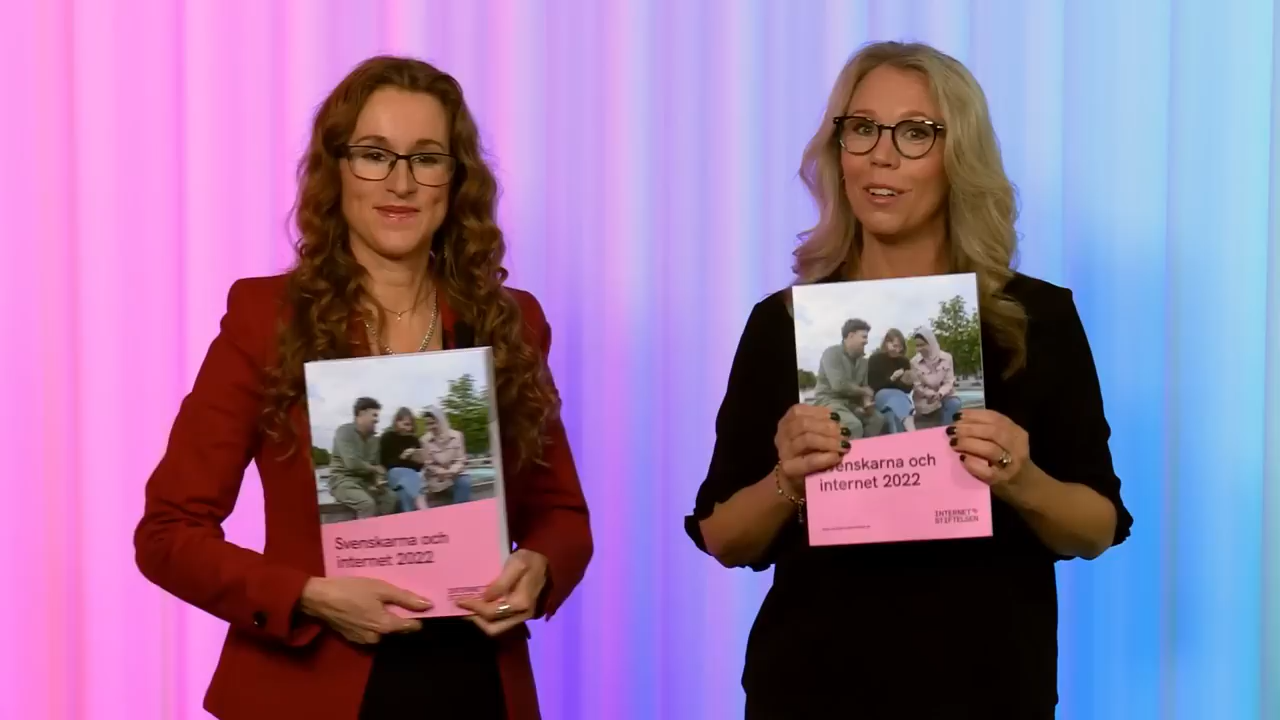 Svenskarna och
internet 2022
Svenskarna och
internet 2022
INTERNET
STIFTELSEN